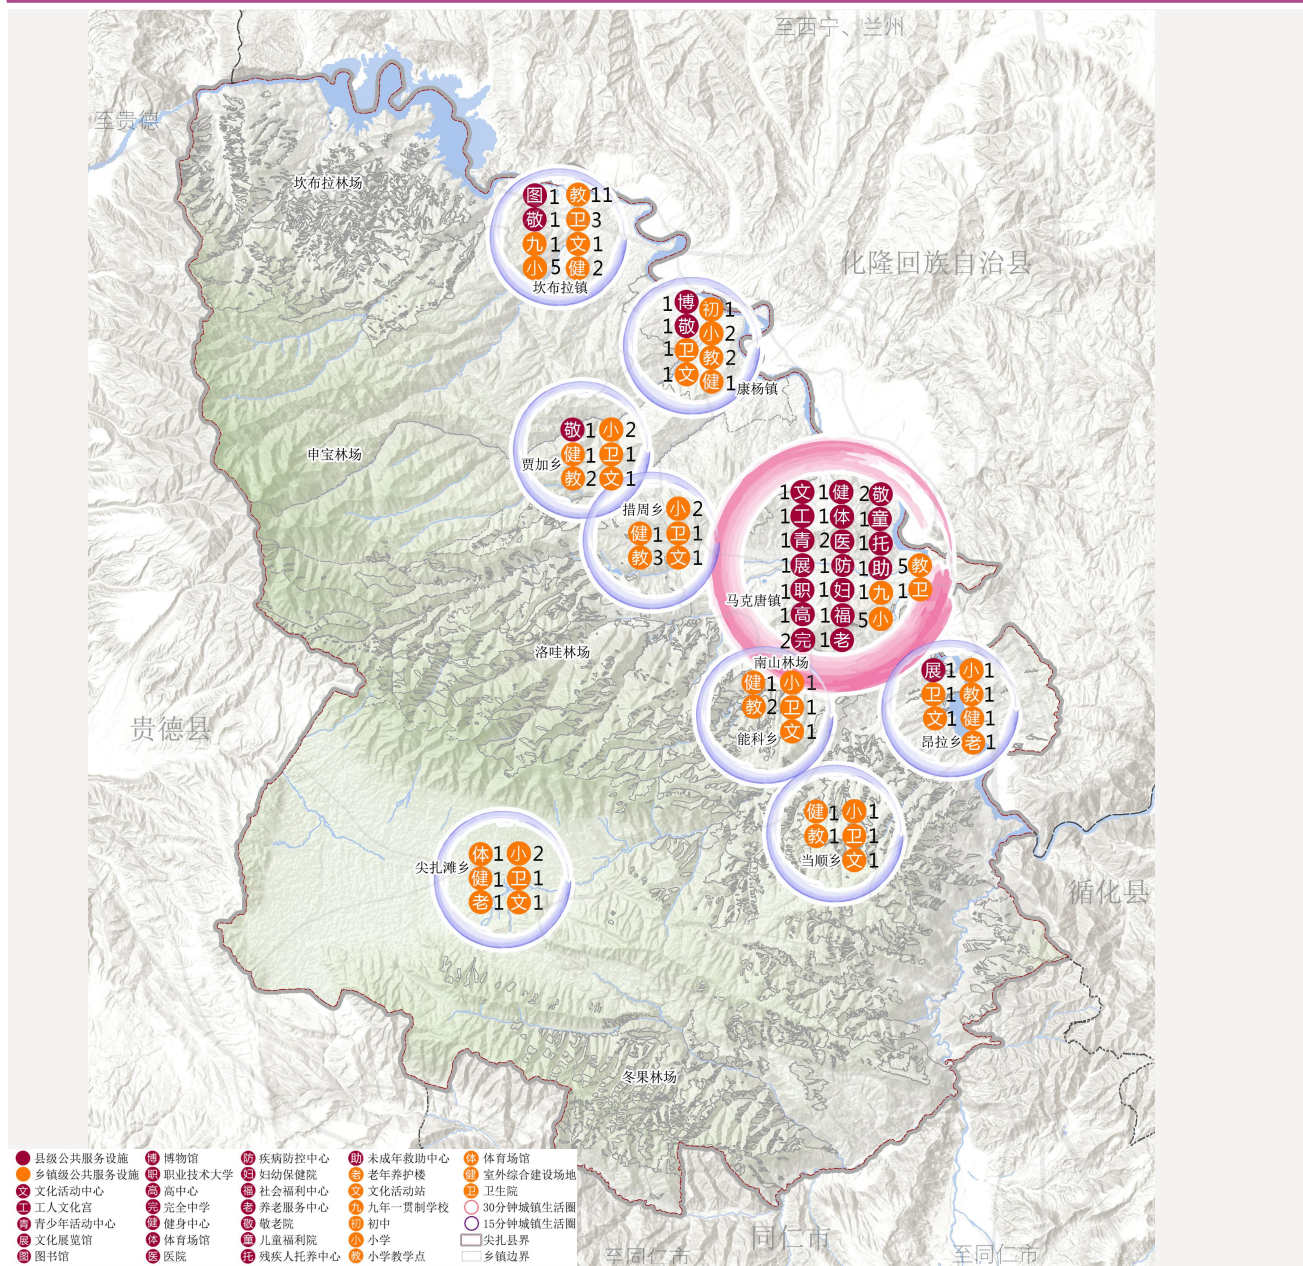 至西宁、兰州
至贵德
坎布拉林场
图1 教11
敬1 卫3
九1 文1
小5 健2
坎布拉镇
化隆回族自治县
1博 初1
1敬 小2
1卫 教2
1文 健1
康杨镇
敬1 小2
健1 卫1
教2 文1
贾加乡
申宝林场
措周乡
小2
健1 卫1
教3 文1
1文 1健 2敬
1工 1体 1童
1青 2医 1托
1展 1防 1助 5教
1职 1妇 1九 1卫
1高 1福 5小
2完 1老
马克唐镇
洛哇林场
南山林场
健1 小1
教2 卫1
文1
能科乡
展1 小1
卫1 教1
文1 健1
昂拉乡
老1
贵德县
健1 小1
教1 卫1
当顺乡
文1
体1 小2
尖扎滩乡
健1 卫1
老1 文1
循化县
冬果林场
同仁市
至同仁市
至同仁市
县级公共服务设施
乡镇级公共服务设施
文 文化活动中心
工 工人文化宫
青 青少年活动中心
展 文化展览馆
图 图书馆
博 博物馆
职 职业技术大学
高 高中心
完 完全中学
健 健身中心
体 体育场馆
医 医院
防 疾病防控中心
妇 妇幼保健院
福 社会福利中心
老 养老服务中心
敬 敬老院
童 儿童福利院
托 残疾人托养中心
助 未成年救助中心
老 老年养护楼
文 文化活动站
九 九年一贯制学校
初 初中
小 小学
教 小学教学点
体 体育场馆
健 室外综合建设场地
卫 卫生院
30分钟城镇生活圈
15分钟城镇生活圈
尖扎县界
乡镇边界